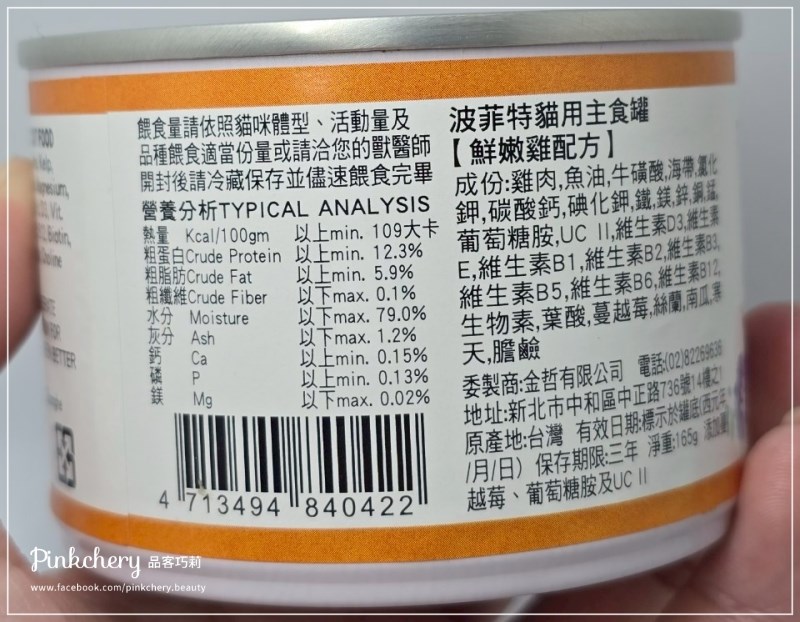 FOOD
Kelp,
Vit.
Biotin,
Choline
BETTER
餵食量請依照貓咪體型、活動量及
品種餵食適當份量或請洽您的獸醫師
開封後請冷藏保存並儘速餵食完畢
營養分析TYPICAL ANALYSIS
熱量 Kcal/100gm 以上min. 109大卡
粗蛋白Crude Protein 以上min. 12.3%
粗脂肪Crude Fat 以上min. 5.9%
粗纖維Crude Fiber 以下max. 0.1%
水分 Moisture 以下max. 79.0%
灰分 Ash 以下max. 1.2%
鈣 Ca 以上min. 0.15%
磷 P 以上min. 0.13%
鎂 Mg 以下max. 0.02%
4 713494 840422
波菲特貓用主食罐
【鮮嫩雞配方】
成份:雞肉,魚油,牛磺酸,海帶,氯化
鉀,碳酸鈣,碘化鉀,鐵,鎂,鋅,銅,錳,
葡萄糖胺,UC II,維生素D3,維生素
E,維生素B1,維生素B2,維生素B3,
維生素B5,維生素B6,維生素B12,
生物素,葉酸,蔓越莓,絲蘭,南瓜,寒
天,膽鹼
委製商:金哲有限公司 電話:(02)82269636
地址:新北市中和區中正路736號14樓之1
原產地:台灣 有效日期:標示於罐底(西元年
/月/日) 保存期限:三年 淨重:165g 添加
越莓、葡萄糖胺及UC II
Pinkchery 品客巧莉
www.facebook.com/pinkchery.beauty